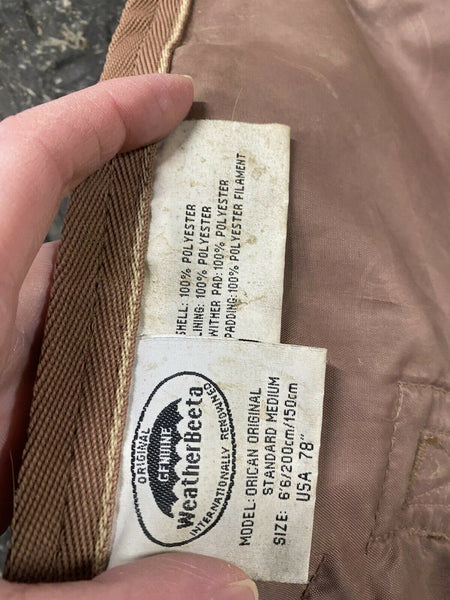 SHELL: 100% POLYESTER
LINING: 100% POLYESTER
WITHER PAD: 100% POLYESTER
PADDING: 100% POLYESTER FILAMENT
ORIGINAL
GENUINE
WeatherBeeta
INTERNATIONALLY RENOWNED
MODEL: ORICAN ORIGINAL
STANDARD MEDIUM
SIZE: 6'6/200cm/150cm
USA 78"